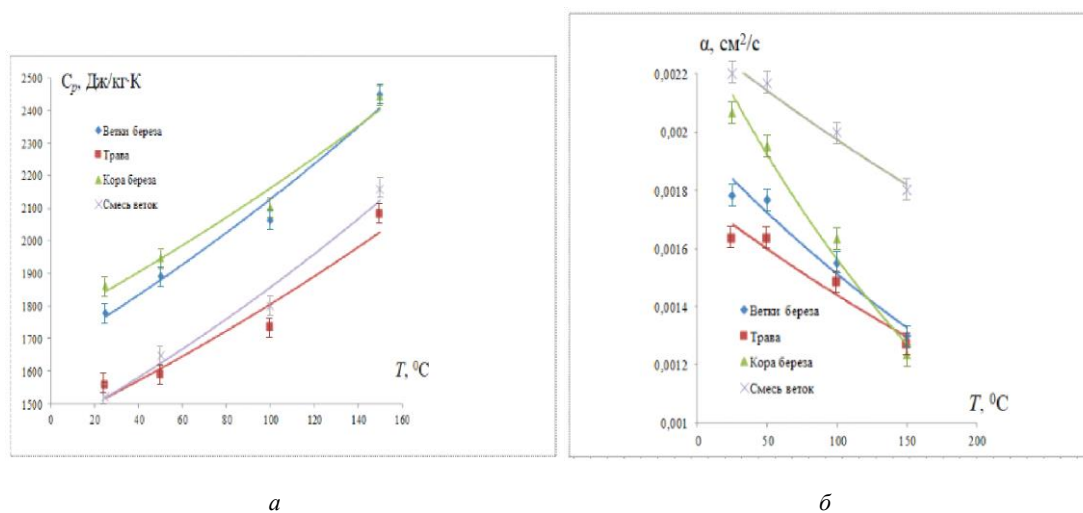 C_p, Дж/кг·К
2500
2400
2300
2200
2100
2000
1900
1800
1700
1600
1500
Ветки береза
Трава
Кора береза
Смесь веток
T, ⁰C
0 20 40 60 80 100 120 140 160
а
α, см²/с
0,0022
0,002
0,0018
0,0016
0,0014
0,0012
0,001
Ветки береза
Трава
Кора береза
Смесь веток
T, ⁰C
0 50 100 150 200
б